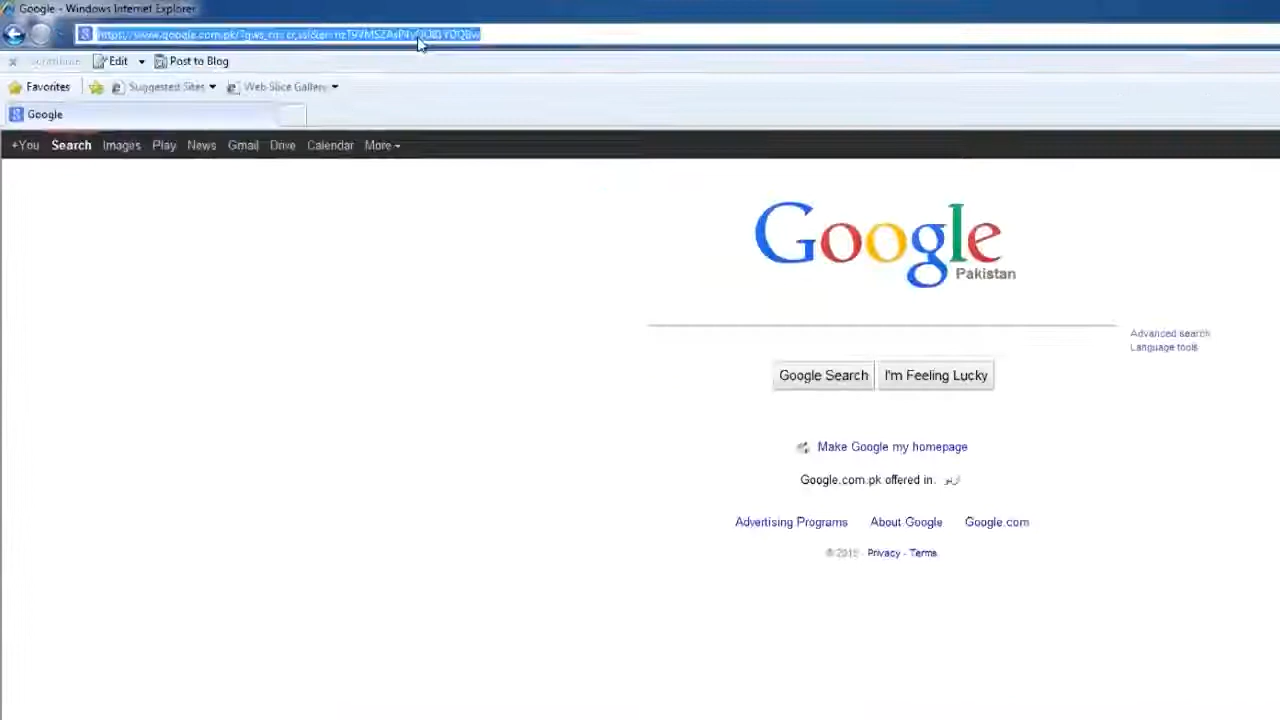 Google - Windows Internet Explorer
Edit
Post to Blog
Favorites
Suggested Sites
Web Slice Gallery
Google
+You Search Images Play News Gmail Drive Calendar More
Google
Pakistan
Advanced search
Language tools
Google Search
I'm Feeling Lucky
Make Google my homepage
Google.com.pk offered in: اردو
Advertising Programs
About Google
Google.com
Privacy - Terms